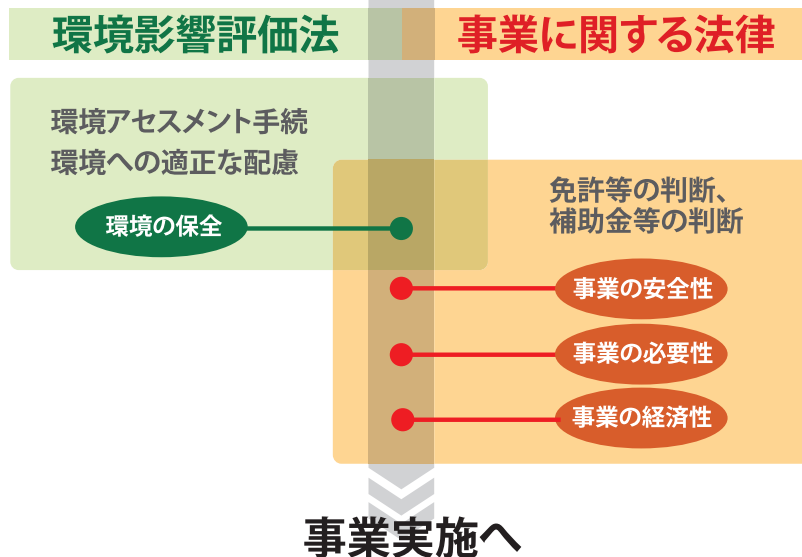 環境影響評価法
事業に関する法律
環境アセスメント手続
環境への適正な配慮
環境の保全
免許等の判断、
補助金等の判断
事業の安全性
事業の必要性
事業の経済性
事業実施へ